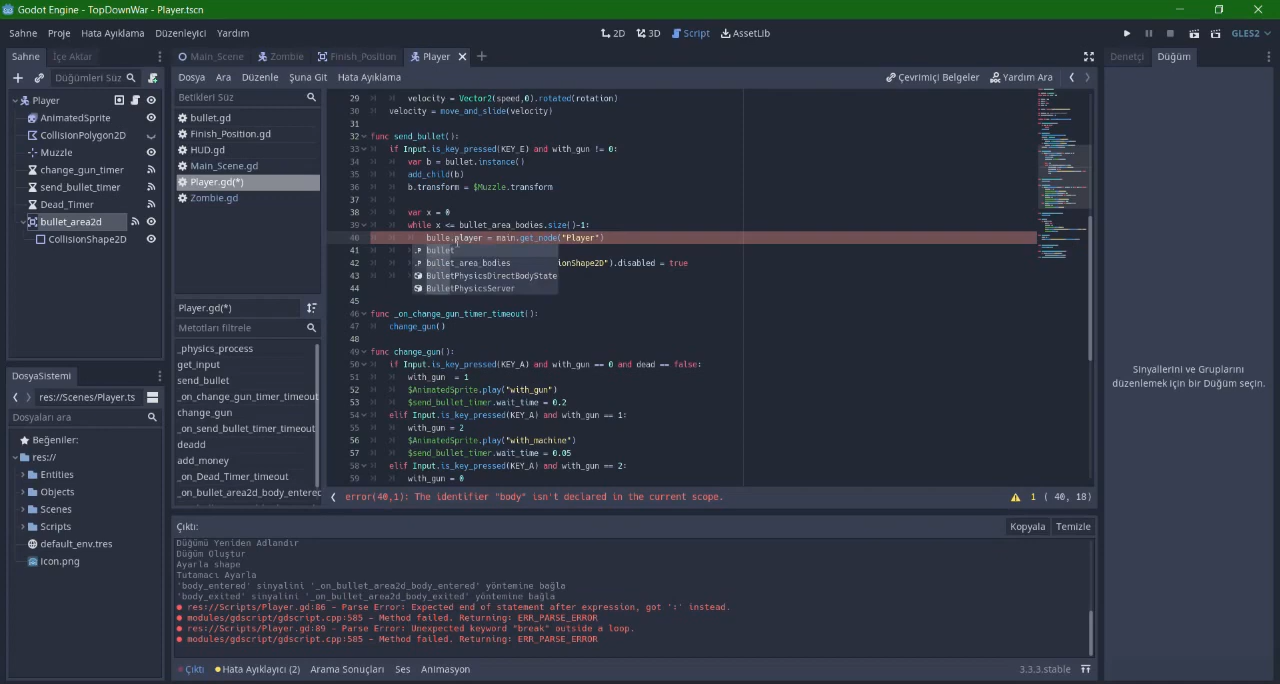 Godot Engine - TopDownWar - Player.tscn
Sahne Proje Hata Ayıklama Düzenleyici Yardım
2D 3D Script AssetLib
GLES2
Sahne İçe Aktar
Düğümleri Süz
Player
AnimatedSprite
CollisionPolygon2D
Muzzle
change_gun_timer
send_bullet_timer
Dead_Timer
bullet_area2d
CollisionShape2D
DosyaSistemi
res://Scenes/Player.ts
Dosyaları ara
Beğeniler:
res://
Entities
Objects
Scenes
Scripts
default_env.tres
icon.png
Main_Scene Zombie Finish_Position Player
Dosya Ara Düzenle Şuna Git Hata Ayıklama
Çevrimiçi Belgeler Yardım Ara
Betikleri Süz
bullet.gd
Finish_Position.gd
HUD.gd
Main_Scene.gd
Player.gd(*)
Zombie.gd
Player.gd(*)
Metotları filtrele
_physics_process
get_input
send_bullet
_on_change_gun_timer_timeout
change_gun
_on_send_bullet_timer_timeout
deadd
add_money
_on_Dead_Timer_timeout
_on_bullet_area2d_body_entered
29 velocity = Vector2(speed,0).rotated(rotation)
30 velocity = move_and_slide(velocity)
31
32 func send_bullet():
33 if Input.is_key_pressed(KEY_E) and with_gun != 0:
34 var b = bullet.instance()
35 add_child(b)
36 b.transform = $Muzzle.transform
37
38 var x = 0
39 while x <= bullet_area_bodies.size()-1:
40 bulle.player = main.get_node("Player")
41 bullet
bullet_area_bodies
42 ionShape2D").disabled = true
43 BulletPhysicsDirectBodyState
44 BulletPhysicsServer
45
46 func _on_change_gun_timer_timeout():
47 change_gun()
48
49 func change_gun():
50 if Input.is_key_pressed(KEY_A) and with_gun == 0 and dead == false:
51 with_gun = 1
52 $AnimatedSprite.play("with_gun")
53 $send_bullet_timer.wait_time = 0.2
54 elif Input.is_key_pressed(KEY_A) and with_gun == 1:
55 with_gun = 2
56 $AnimatedSprite.play("with_machine")
57 $send_bullet_timer.wait_time = 0.05
58 elif Input.is_key_pressed(KEY_A) and with_gun == 2:
59 with_gun = 0
error(40,1): The identifier "body" isn't declared in the current scope.
1 ( 40, 18)
Çıktı:
Kopyala Temizle
Düğümü Yeniden Adlandır
Düğüm Oluştur
Ayarla shape
Tutamacı Ayarla
'body_entered' sinyalini '_on_bullet_area2d_body_entered' yöntemine bağla
'body_exited' sinyalini '_on_bullet_area2d_body_exited' yöntemine bağla
res://Scripts/Player.gd:86 - Parse Error: Expected end of statement after expression, got ':' instead.
modules/gdscript/gdscript.cpp:585 - Method failed. Returning: ERR_PARSE_ERROR
res://Scripts/Player.gd:89 - Parse Error: Unexpected keyword "break" outside a loop.
modules/gdscript/gdscript.cpp:585 - Method failed. Returning: ERR_PARSE_ERROR
Çıktı Hata Ayıklayıcı (2) Arama Sonuçları Ses Animasyon
3.3.3.stable
Denetçi Düğüm
Sinyallerini ve Gruplarını
düzenlemek için bir Düğüm seçin.